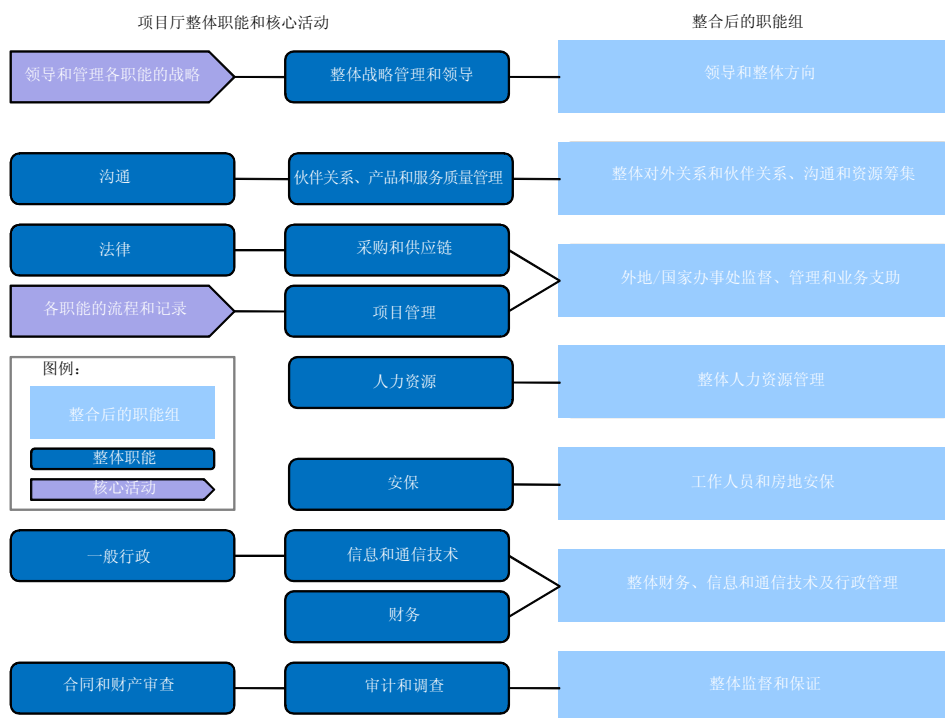 项目厅整体职能和核心活动
整合后的职能组
领导和管理各职能的战略
整体战略管理和领导
领导和整体方向
沟通
伙伴关系、产品和服务质量管理
整体对外关系和伙伴关系、沟通和资源筹集
法律
采购和供应链
外地/国家办事处监督、管理和业务支助
各职能的流程和记录
项目管理
图例：
整合后的职能组
整体职能
核心活动
人力资源
整体人力资源管理
安保
工作人员和房地安保
一般行政
信息和通信技术
财务
整体财务、信息和通信技术及行政管理
合同和财产审查
审计和调查
整体监督和保证